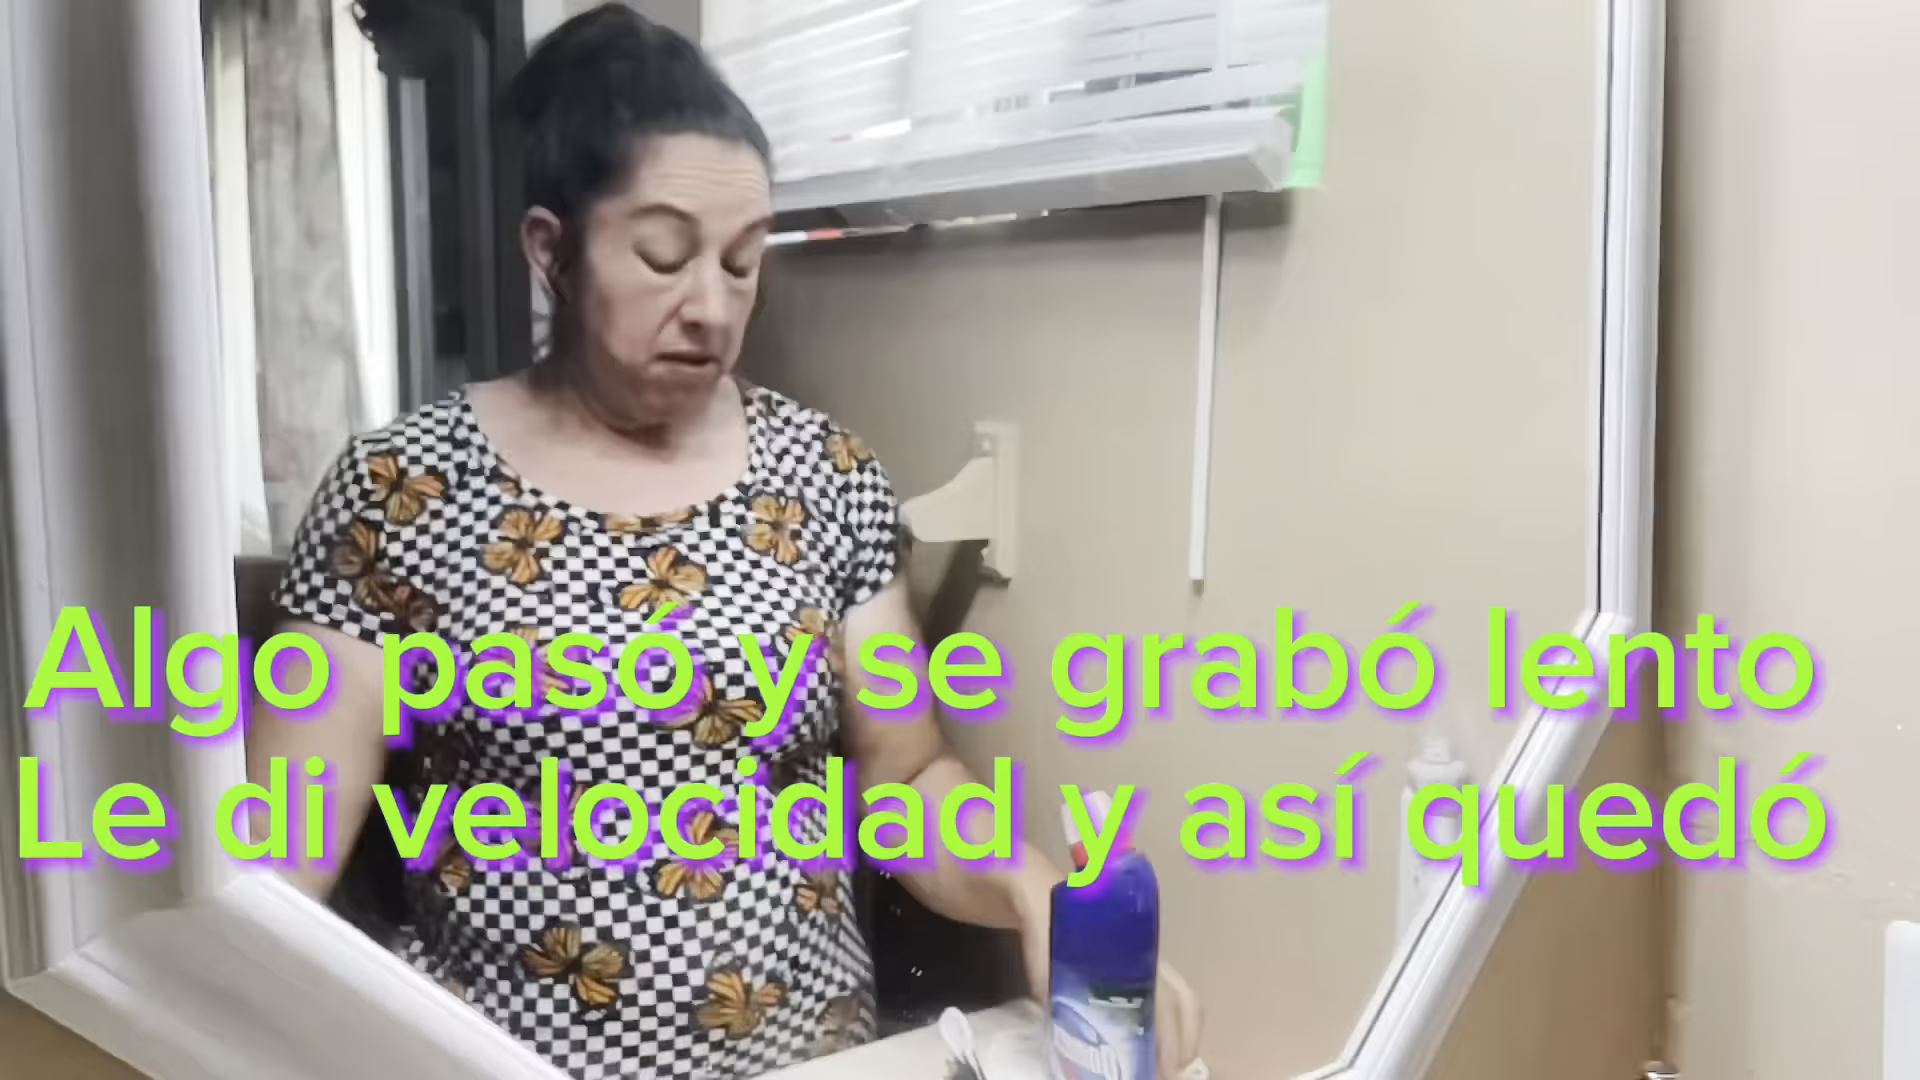 Algo pasó y se grabó lento
Le di velocidad y así quedó